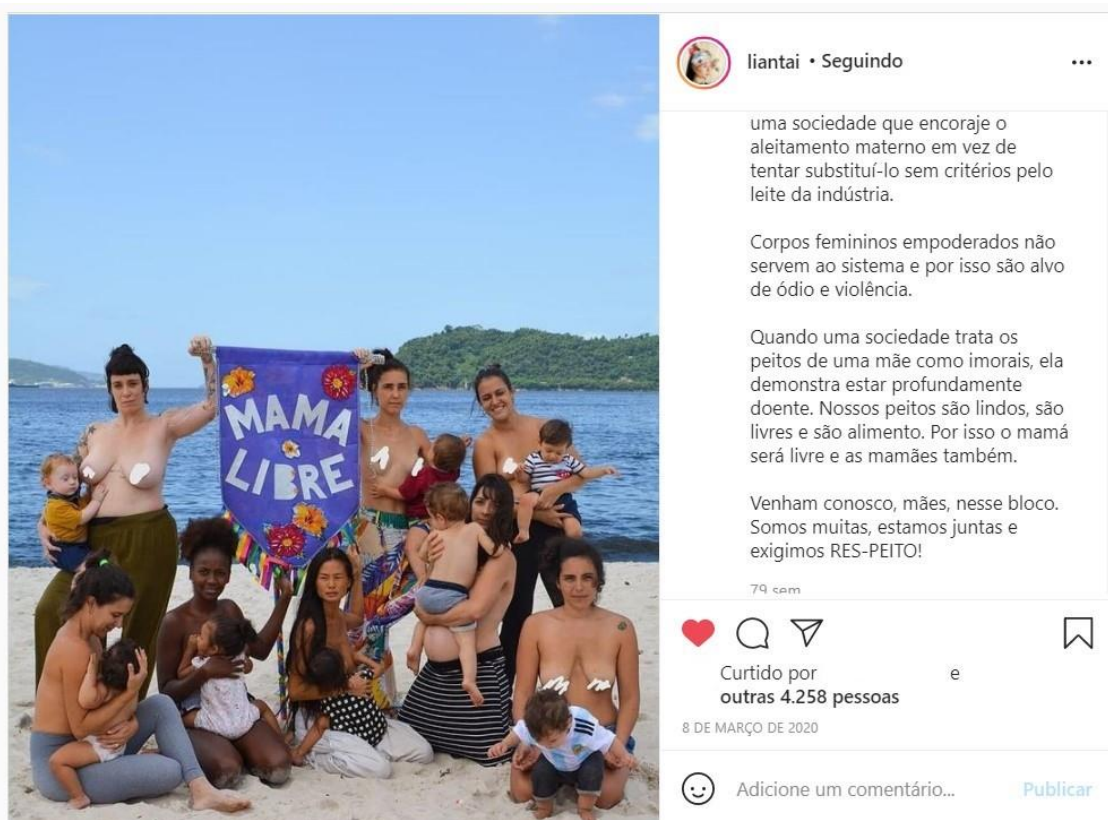 MAMA
LIBRE
liantai • Seguindo
uma sociedade que encoraje o
aleitamento materno em vez de
tentar substituí-lo sem critérios pelo
leite da indústria.
Corpos femininos empoderados não
servem ao sistema e por isso são alvo
de ódio e violência.
Quando uma sociedade trata os
peitos de uma mãe como imorais, ela
demonstra estar profundamente
doente. Nossos peitos são lindos, são
livres e são alimento. Por isso o mamá
será livre e as mamães também.
Venham conosco, mães, nesse bloco.
Somos muitas, estamos juntas e
exigimos RES-PEITO!
79 sem
Curtido por e
outras 4.258 pessoas
8 DE MARÇO DE 2020
Adicione um comentário... Publicar